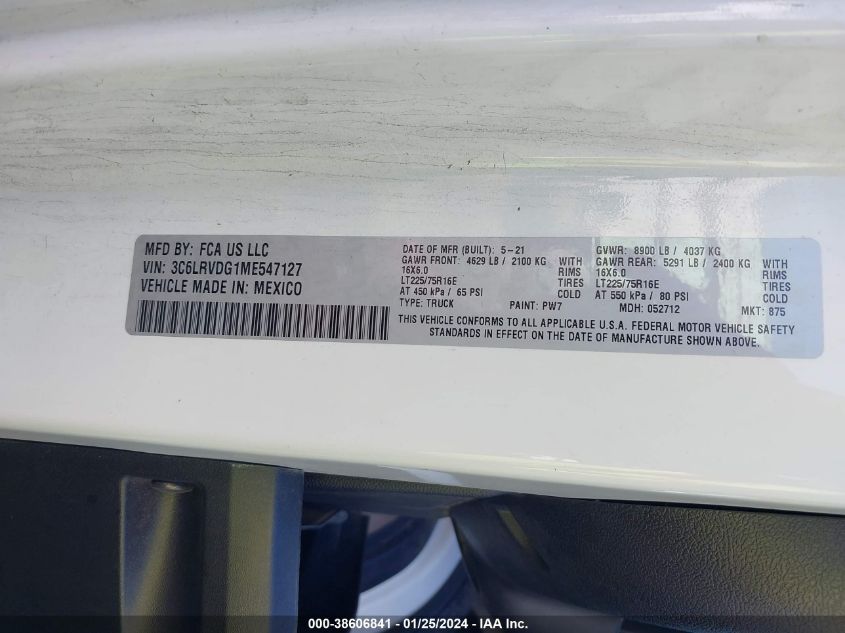 MFD BY: FCA US LLC
VIN: 3C6LRVDG1ME547127
VEHICLE MADE IN: MEXICO
DATE OF MFR (BUILT): 5-21
GAWR FRONT: 4629 LB / 2100 KG WITH
16X6.0 RIMS
LT225/75R16E TIRES
AT 450 kPa / 65 PSI COLD
TYPE: TRUCK PAINT: PW7
GVWR: 8900 LB / 4037 KG
GAWR REAR: 5291 LB / 2400 KG WITH
16X6.0 RIMS
LT225/75R16E TIRES
AT 550 kPa / 80 PSI COLD
MDH: 052712 MKT: 875
THIS VEHICLE CONFORMS TO ALL APPLICABLE U.S.A. FEDERAL MOTOR VEHICLE SAFETY
STANDARDS IN EFFECT ON THE DATE OF MANUFACTURE SHOWN ABOVE.
000-38606841 - 01/25/2024 - IAA Inc.